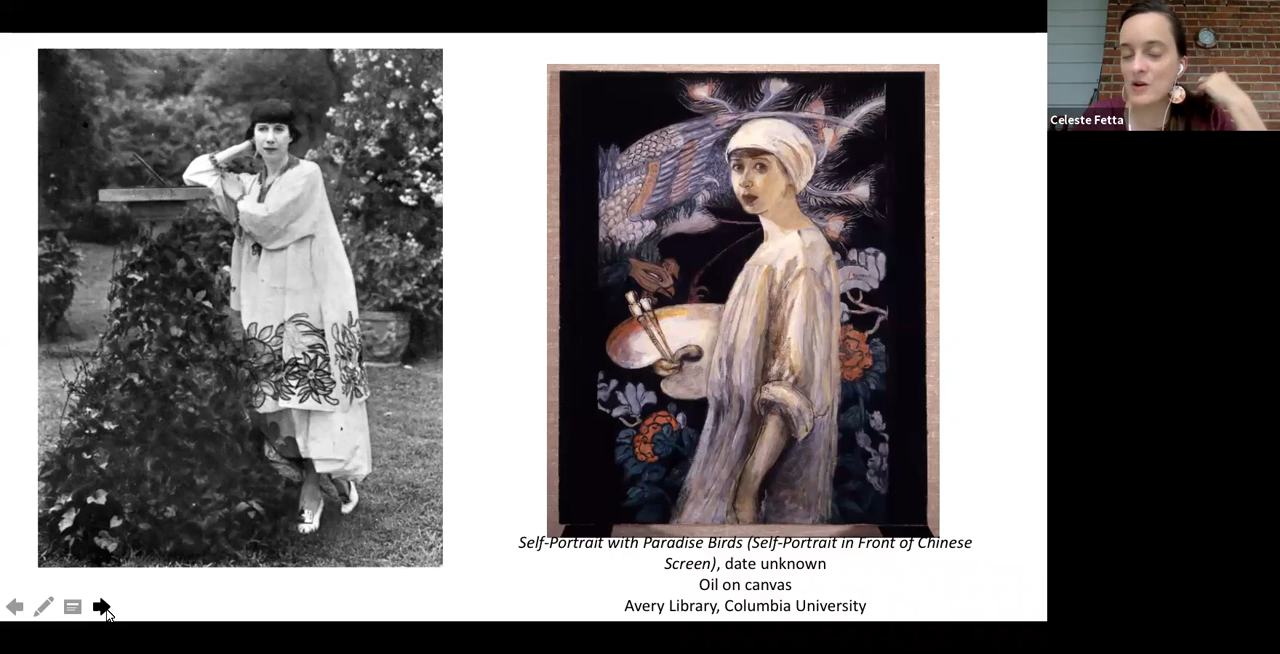 Celeste Fetta
Self-Portrait with Paradise Birds (Self-Portrait in Front of Chinese
Screen), date unknown
Oil on canvas
Avery Library, Columbia University